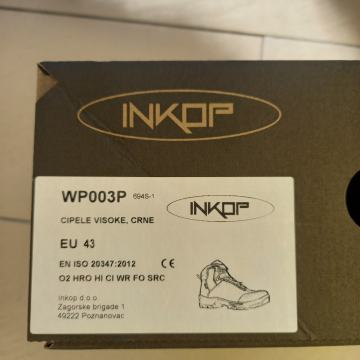 INKOP
WP003P 694S-1
CIPELE VISOKE, CRNE
INKOP
EU 43
EN ISO 20347:2012 CE
O2 HRO HI CI WR FO SRC
Inkop d.o.o
Zagorske brigade 1
49222 Poznanovac